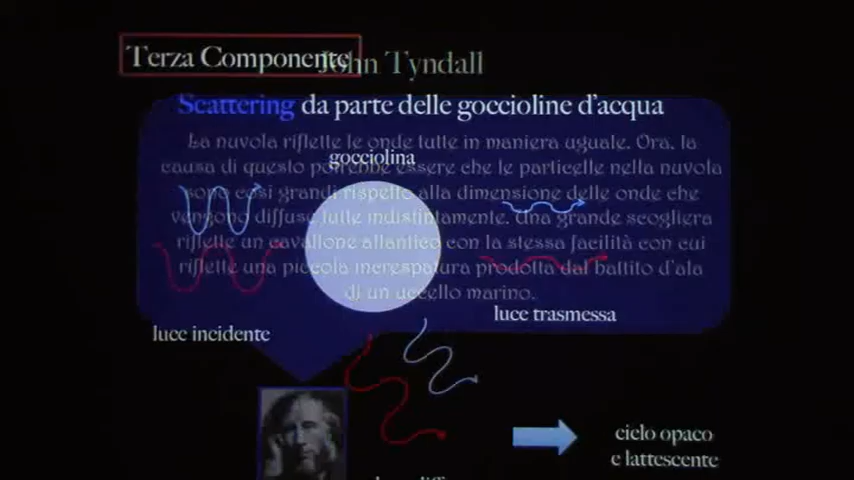 Terza Componente
John Tyndall
Scattering da parte delle goccioline d'acqua
La nuvola riflette le onde tutte in maniera uguale. Ora, la
causa di questo potrebbe essere che le particelle nella nuvola
sono così grandi rispetto alla dimensione delle onde che
vengono diffuse tutte indistintamente. Una grande scogliera
riflette un cavallone atlantico con la stessa facilità con cui
riflette una piccola increspatura prodotta dal battito d'ala
di un uccello marino.
gocciolina
luce incidente
luce trasmessa
cielo opaco
e lattescente